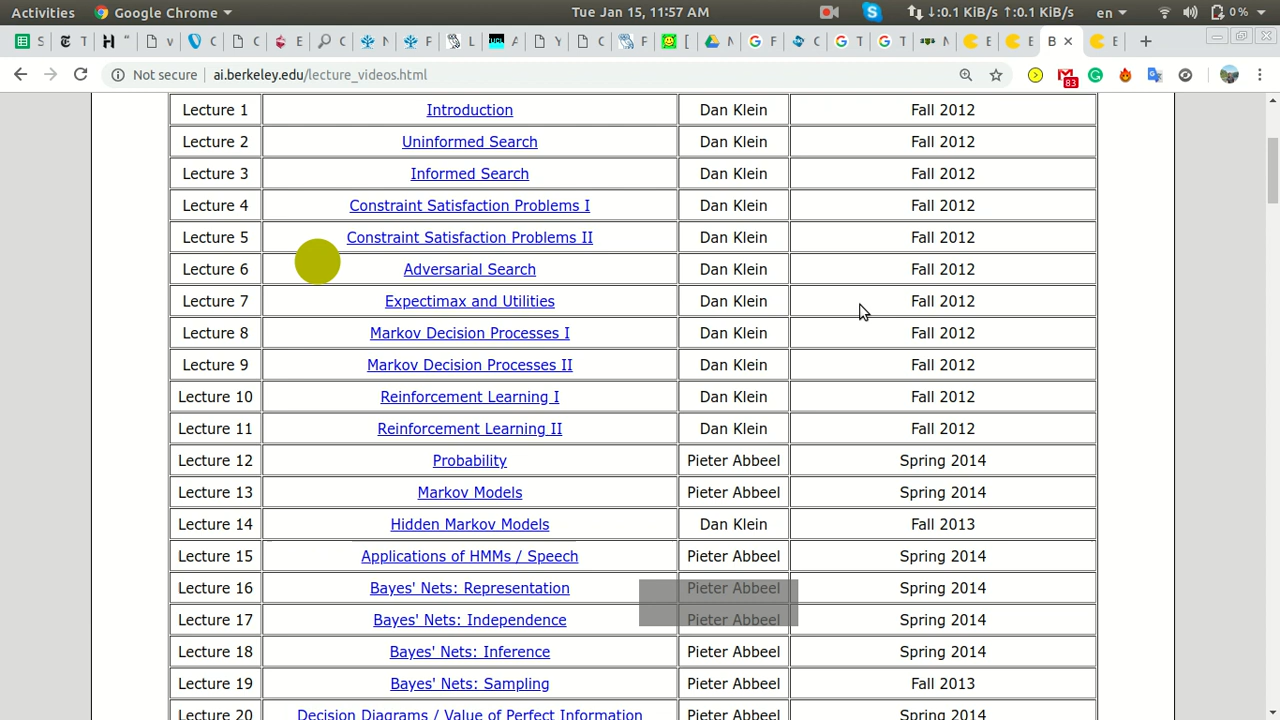 Activities Google Chrome Tue Jan 15, 11:57 AM ↓:0.1 KiB/s ↑:0.1 KiB/s en 0 %
Not secure ai.berkeley.edu/lecture_videos.html 83
Lecture 1 Introduction Dan Klein Fall 2012
Lecture 2 Uninformed Search Dan Klein Fall 2012
Lecture 3 Informed Search Dan Klein Fall 2012
Lecture 4 Constraint Satisfaction Problems I Dan Klein Fall 2012
Lecture 5 Constraint Satisfaction Problems II Dan Klein Fall 2012
Lecture 6 Adversarial Search Dan Klein Fall 2012
Lecture 7 Expectimax and Utilities Dan Klein Fall 2012
Lecture 8 Markov Decision Processes I Dan Klein Fall 2012
Lecture 9 Markov Decision Processes II Dan Klein Fall 2012
Lecture 10 Reinforcement Learning I Dan Klein Fall 2012
Lecture 11 Reinforcement Learning II Dan Klein Fall 2012
Lecture 12 Probability Pieter Abbeel Spring 2014
Lecture 13 Markov Models Pieter Abbeel Spring 2014
Lecture 14 Hidden Markov Models Dan Klein Fall 2013
Lecture 15 Applications of HMMs / Speech Pieter Abbeel Spring 2014
Lecture 16 Bayes' Nets: Representation Pieter Abbeel Spring 2014
Lecture 17 Bayes' Nets: Independence Pieter Abbeel Spring 2014
Lecture 18 Bayes' Nets: Inference Pieter Abbeel Spring 2014
Lecture 19 Bayes' Nets: Sampling Pieter Abbeel Fall 2013
Lecture 20 Decision Diagrams / Value of Perfect Information Pieter Abbeel Spring 2014